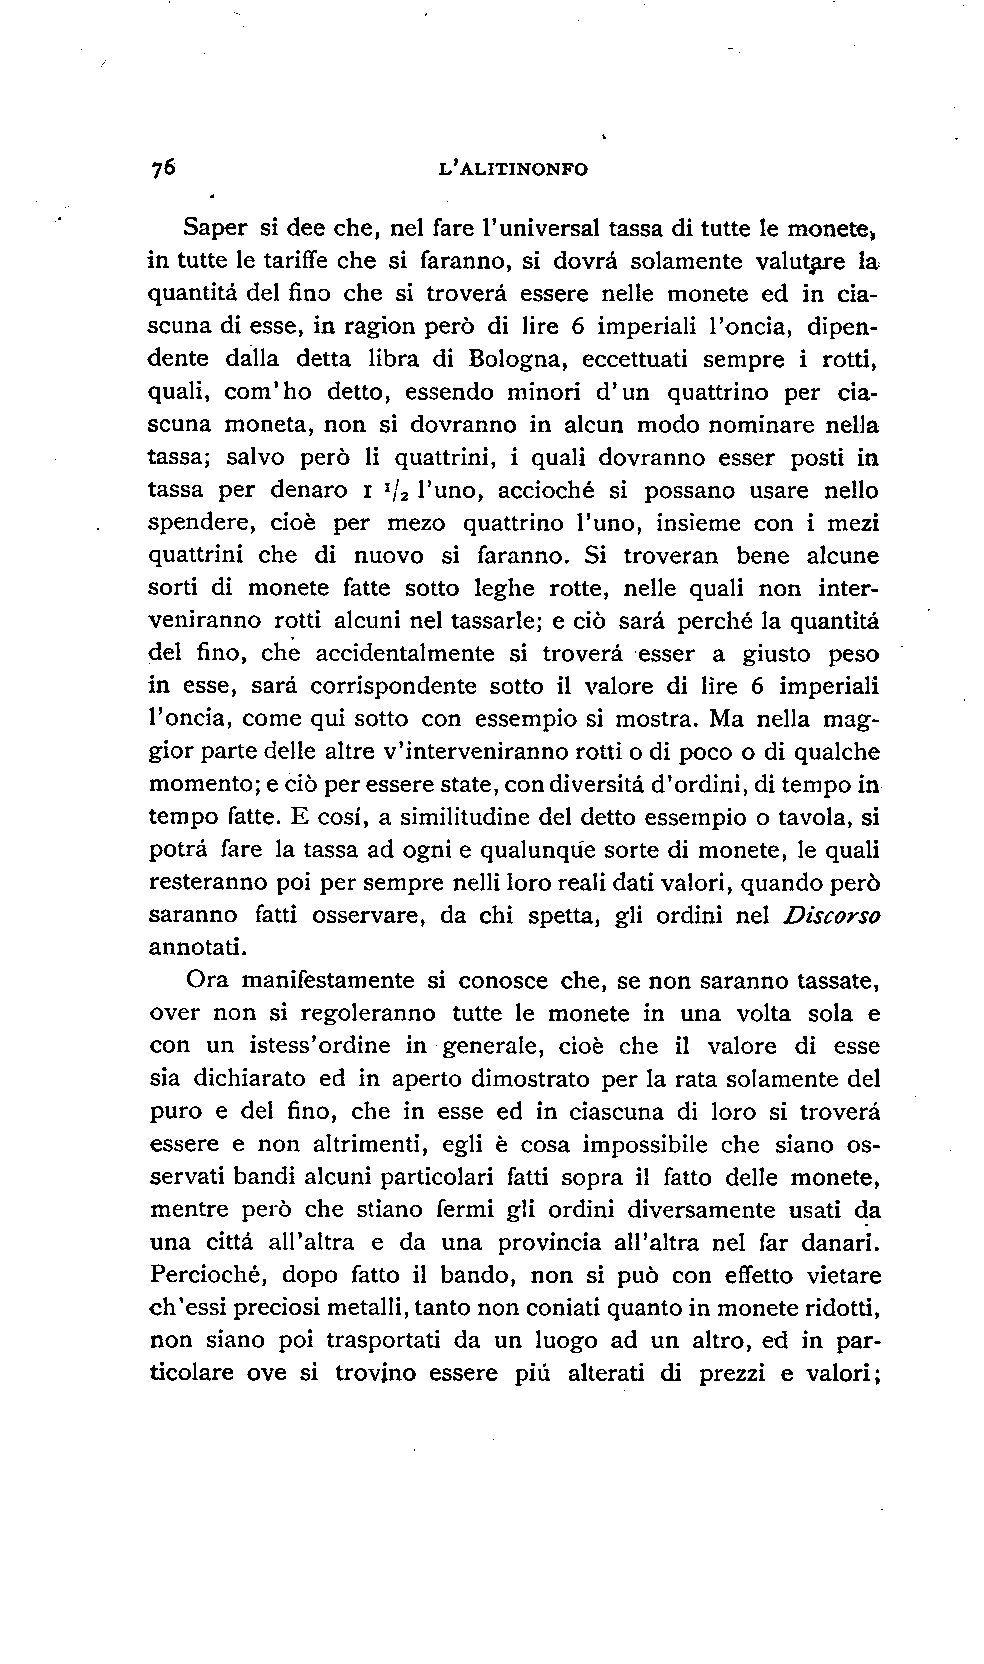 76 L'ALITINONFO
Saper si dee che, nel fare l'universal tassa di tutte le monete,
in tutte le tariffe che si faranno, si dovrá solamente valutare la
quantitá del fino che si troverá essere nelle monete ed in cia-
scuna di esse, in ragion però di lire 6 imperiali l'oncia, dipen-
dente dalla detta libra di Bologna, eccettuati sempre i rotti,
quali, com'ho detto, essendo minori d'un quattrino per cia-
scuna moneta, non si dovranno in alcun modo nominare nella
tassa; salvo però li quattrini, i quali dovranno esser posti in
tassa per denaro 1 1/2 l'uno, accioché si possano usare nello
spendere, cioè per mezo quattrino l'uno, insieme con i mezi
quattrini che di nuovo si faranno. Si troveran bene alcune
sorti di monete fatte sotto leghe rotte, nelle quali non inter-
veniranno rotti alcuni nel tassarle; e ciò sará perché la quantitá
del fino, che accidentalmente si troverá esser a giusto peso
in esse, sará corrispondente sotto il valore di lire 6 imperiali
l'oncia, come qui sotto con essempio si mostra. Ma nella mag-
gior parte delle altre v'interveniranno rotti o di poco o di qualche
momento; e ciò per essere state, con diversitá d'ordini, di tempo in
tempo fatte. E cosí, a similitudine del detto essempio o tavola, si
potrá fare la tassa ad ogni e qualunque sorte di monete, le quali
resteranno poi per sempre nelli loro reali dati valori, quando però
saranno fatti osservare, da chi spetta, gli ordini nel Discorso
annotati.
Ora manifestamente si conosce che, se non saranno tassate,
over non si regoleranno tutte le monete in una volta sola e
con un istess'ordine in generale, cioè che il valore di esse
sia dichiarato ed in aperto dimostrato per la rata solamente del
puro e del fino, che in esse ed in ciascuna di loro si troverá
essere e non altrimenti, egli è cosa impossibile che siano os-
servati bandi alcuni particolari fatti sopra il fatto delle monete,
mentre però che stiano fermi gli ordini diversamente usati da
una cittá all'altra e da una provincia all'altra nel far danari.
Percioché, dopo fatto il bando, non si può con effetto vietare
ch'essi preciosi metalli, tanto non coniati quanto in monete ridotti,
non siano poi trasportati da un luogo ad un altro, ed in par-
ticolare ove si trovino essere piú alterati di prezzi e valori;